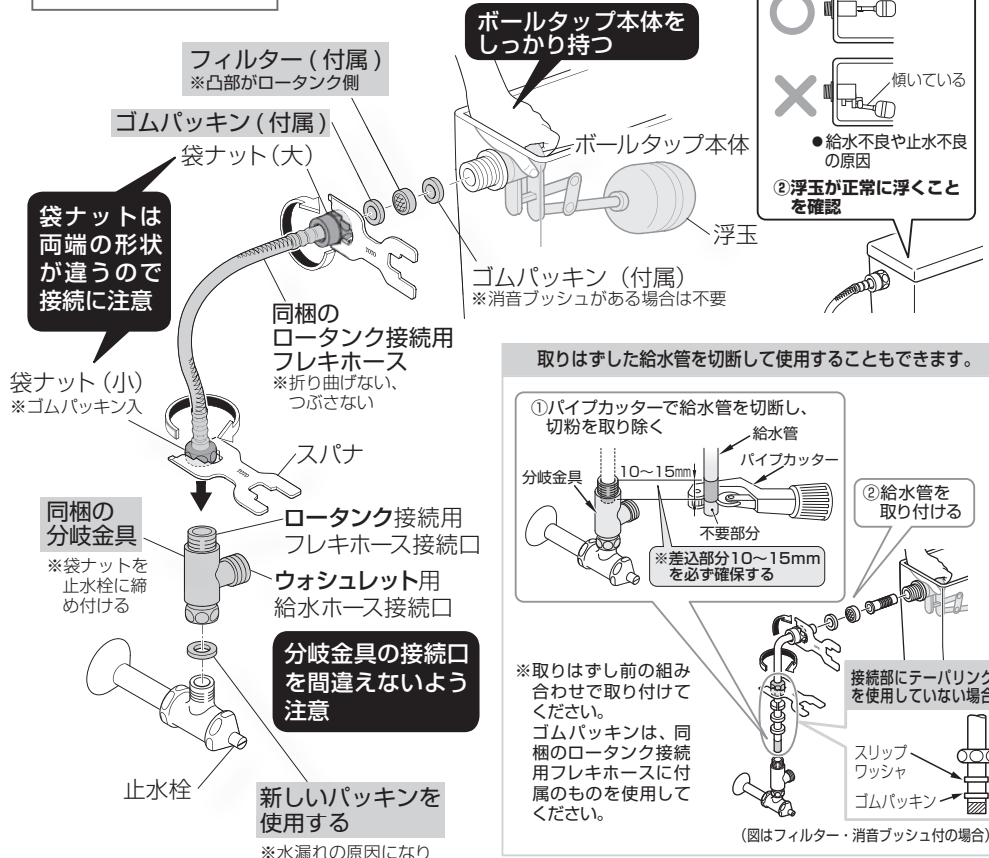 ボールタップ本体を
しっかり持つ
フィルター(付属)
※凸部がロータンク側
ゴムパッキン(付属)
袋ナット(大)
袋ナットは
両端の形状
が違うので
接続に注意
ボールタップ本体
浮玉
ゴムパッキン(付属)
※消音ブッシュがある場合は不要
同梱の
ロータンク接続用
フレキホース
※折り曲げない、
つぶさない
袋ナット(小)
※ゴムパッキン入
スパナ
同梱の
分岐金具
※袋ナットを
止水栓に締
め付ける
ロータンク接続用
フレキホース接続口
ウォシュレット用
給水ホース接続口
分岐金具の接続口
を間違えないよう
注意
止水栓
新しいパッキンを
使用する
※水漏れの原因になり
傾いている
●給水不良や止水不良
の原因
②浮玉が正常に浮くこと
を確認
取りはずした給水管を切断して使用することもできます。
①パイプカッターで給水管を切断し、
切粉を取り除く
給水管
パイプカッター
分岐金具
10〜15mm
不要部分
※差込部分10〜15mm
を必ず確保する
②給水管を
取り付ける
※取りはずし前の組み
合わせで取り付けて
ください。
ゴムパッキンは、同
梱のロータンク接続
用フレキホースに付
属のものを使用して
ください。
接続部にテーパリング
を使用していない場合
スリップ
ワッシャ
ゴムパッキン
(図はフィルター・消音ブッシュ付の場合)
TOTO
TOTO